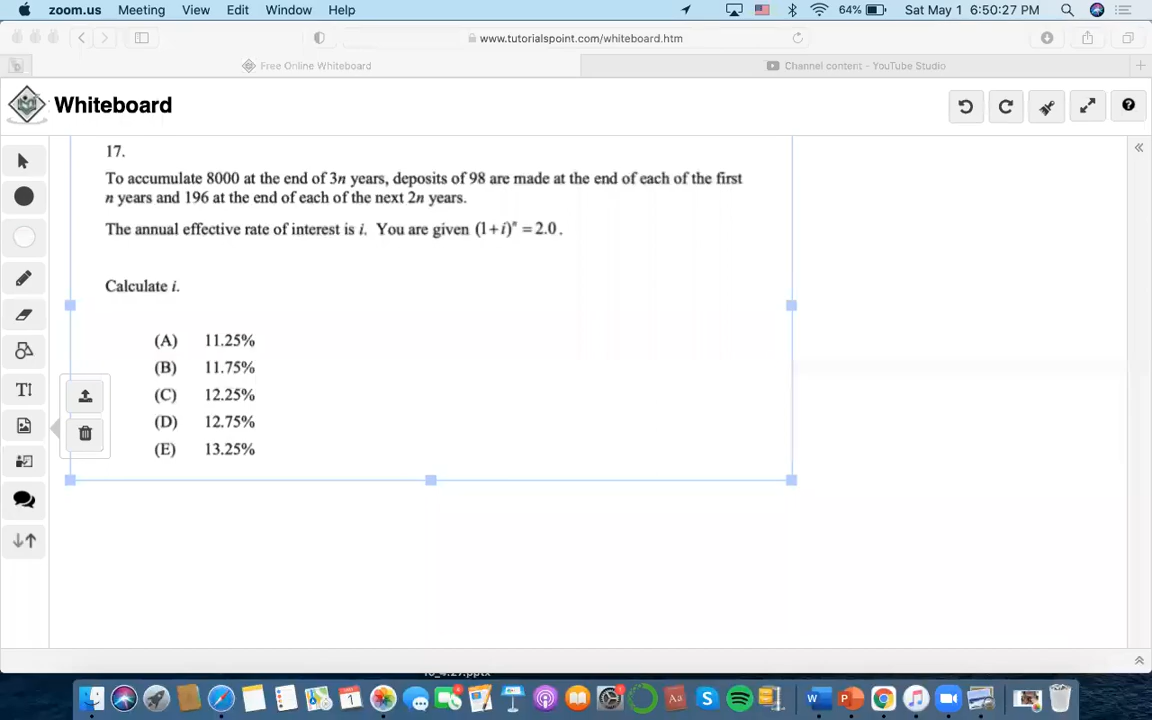 zoom.us Meeting View Edit Window Help 64% Sat May 1 6:50:27 PM
www.tutorialspoint.com/whiteboard.htm
Free Online Whiteboard Channel content - YouTube Studio
Whiteboard
17.
To accumulate 8000 at the end of 3n years, deposits of 98 are made at the end of each of the first
n years and 196 at the end of each of the next 2n years.
The annual effective rate of interest is i. You are given (1+i)ⁿ = 2.0.
Calculate i.
(A) 11.25%
(B) 11.75%
(C) 12.25%
(D) 12.75%
(E) 13.25%